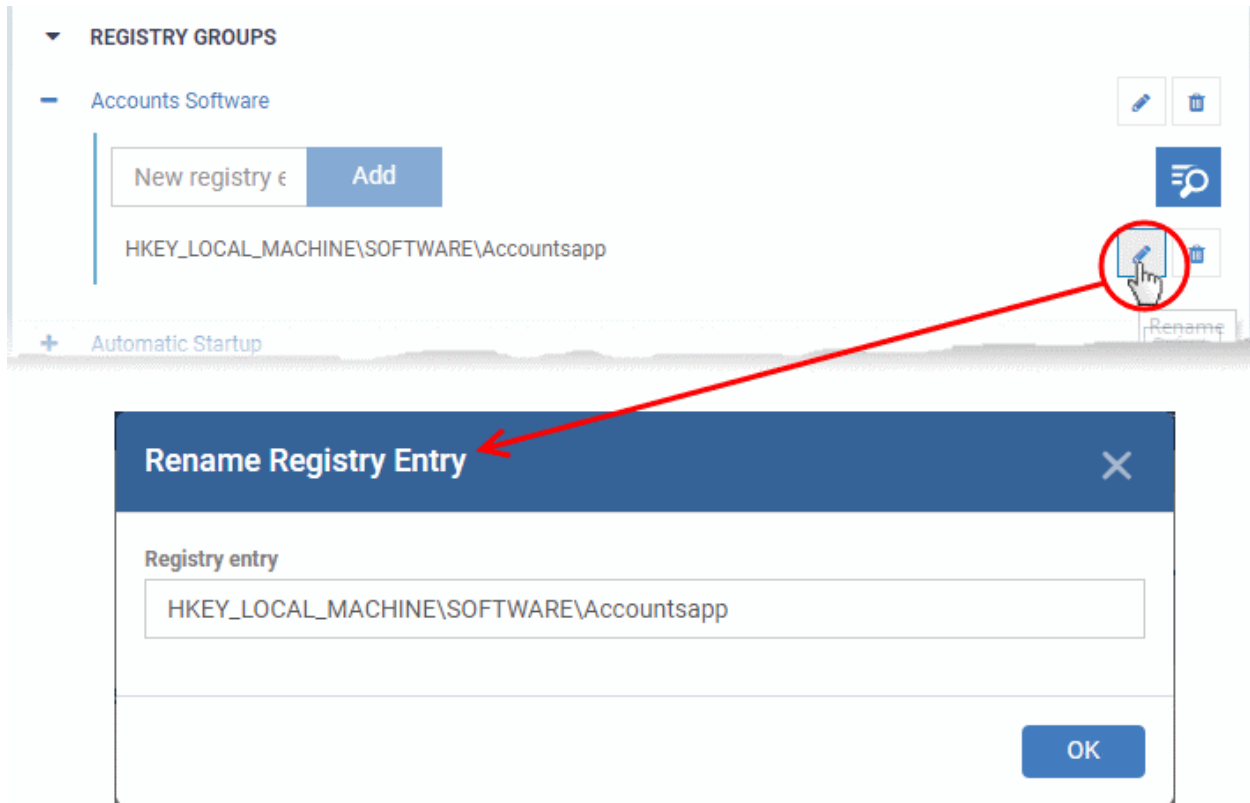 REGISTRY GROUPS
Accounts Software
New registry e
Add
HKEY_LOCAL_MACHINE\SOFTWARE\Accountsapp
Rename
Automatic Startup
Rename Registry Entry
Registry entry
HKEY_LOCAL_MACHINE\SOFTWARE\Accountsapp
OK